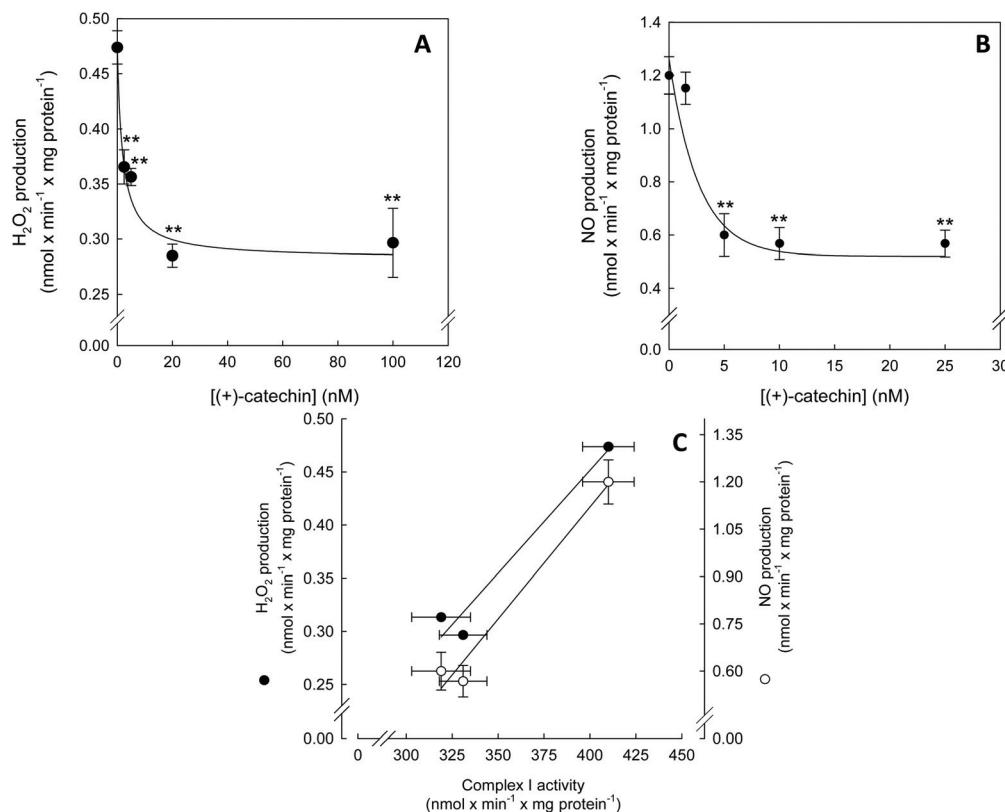 A
H₂O₂ production
(nmol x min⁻¹ x mg protein⁻¹)
0.50
0.45
0.40
0.35
0.30
0.25
0.00
**
**
**
**
0 20 40 60 80 100 120
[(+)-catechin] (nM)
B
NO production
(nmol x min⁻¹ x mg protein⁻¹)
1.4
1.2
1.0
0.8
0.6
0.4
0.0
** ** **
0 5 10 15 20 25 30
[(+)-catechin] (nM)
C
H₂O₂ production
(nmol x min⁻¹ x mg protein⁻¹)
0.50
0.45
0.40
0.35
0.30
0.25
0.00
NO production
(nmol x min⁻¹ x mg protein⁻¹)
1.35
1.20
1.05
0.90
0.75
0.60
0.00
0 300 325 350 375 400 425 450
Complex I activity
(nmol x min⁻¹ x mg protein⁻¹)